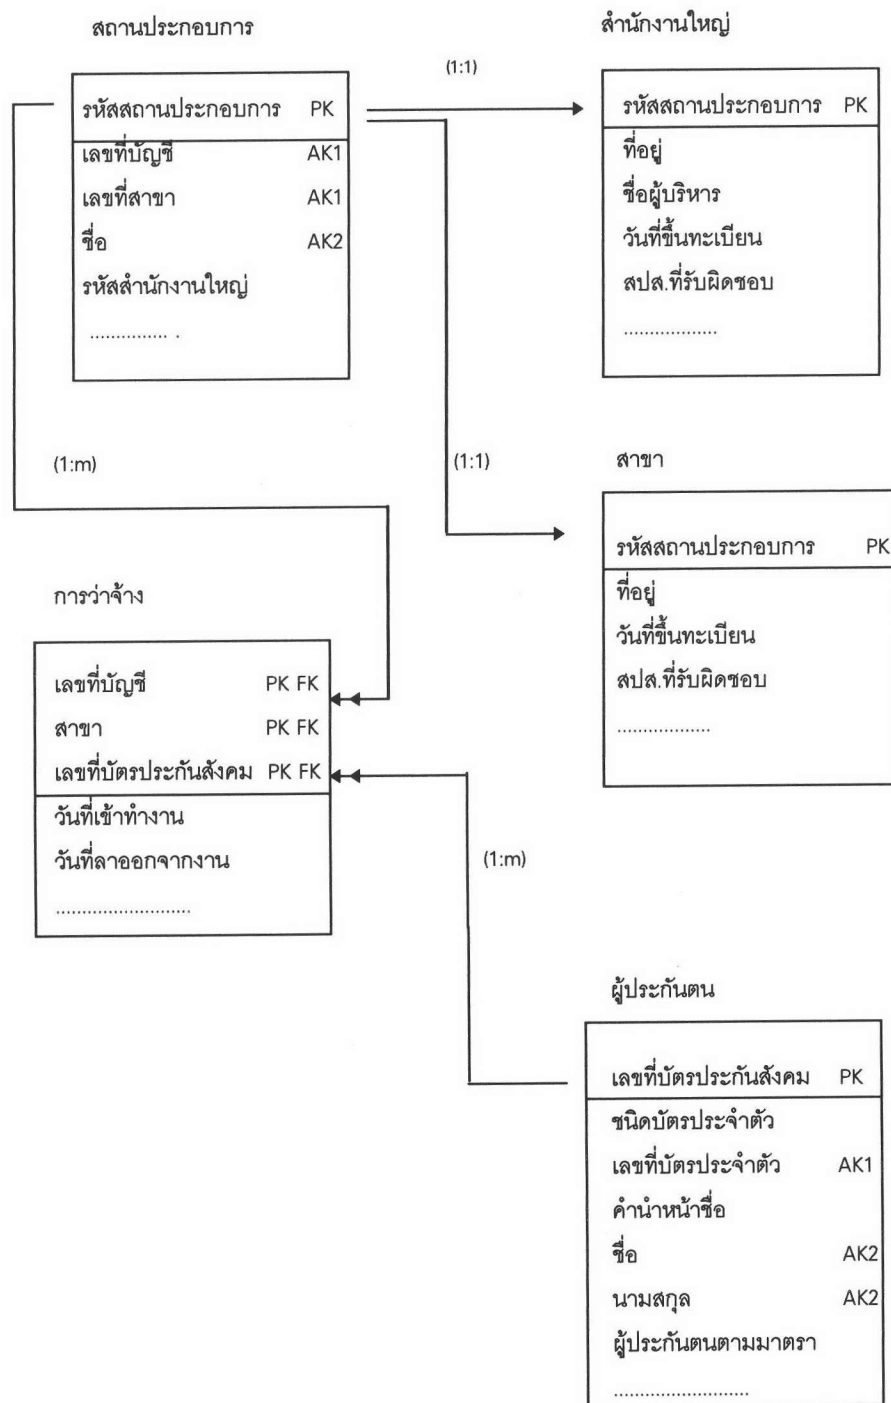 สถานประกอบการ
รหัสสถานประกอบการ PK
เลขที่บัญชี AK1
เลขที่สาขา AK1
ชื่อ AK2
รหัสสำนักงานใหญ่
............... .
(1:1)
สำนักงานใหญ่
รหัสสถานประกอบการ PK
ที่อยู่
ชื่อผู้บริหาร
วันที่ขึ้นทะเบียน
สปส.ที่รับผิดชอบ
..................
(1:m)
(1:1)
สาขา
รหัสสถานประกอบการ PK
ที่อยู่
วันที่ขึ้นทะเบียน
สปส.ที่รับผิดชอบ
..................
การว่าจ้าง
เลขที่บัญชี PK FK
สาขา PK FK
เลขที่บัตรประกันสังคม PK FK
วันที่เข้าทำงาน
วันที่ลาออกจากงาน
..........................
(1:m)
ผู้ประกันตน
เลขที่บัตรประกันสังคม PK
ชนิดบัตรประจำตัว
เลขที่บัตรประจำตัว AK1
คำนำหน้าชื่อ
ชื่อ AK2
นามสกุล AK2
ผู้ประกันตนตามมาตรา
..........................